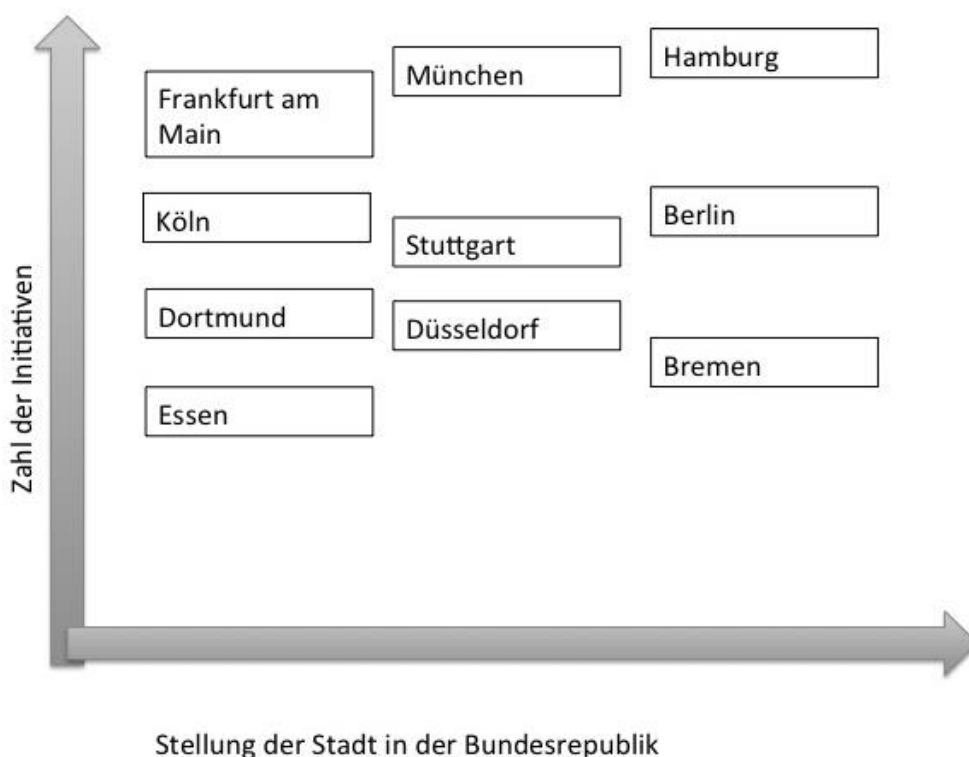 Hamburg
München
Frankfurt am
Main
Köln
Berlin
Stuttgart
Dortmund
Düsseldorf
Bremen
Essen
Zahl der Initiativen
Stellung der Stadt in der Bundesrepublik